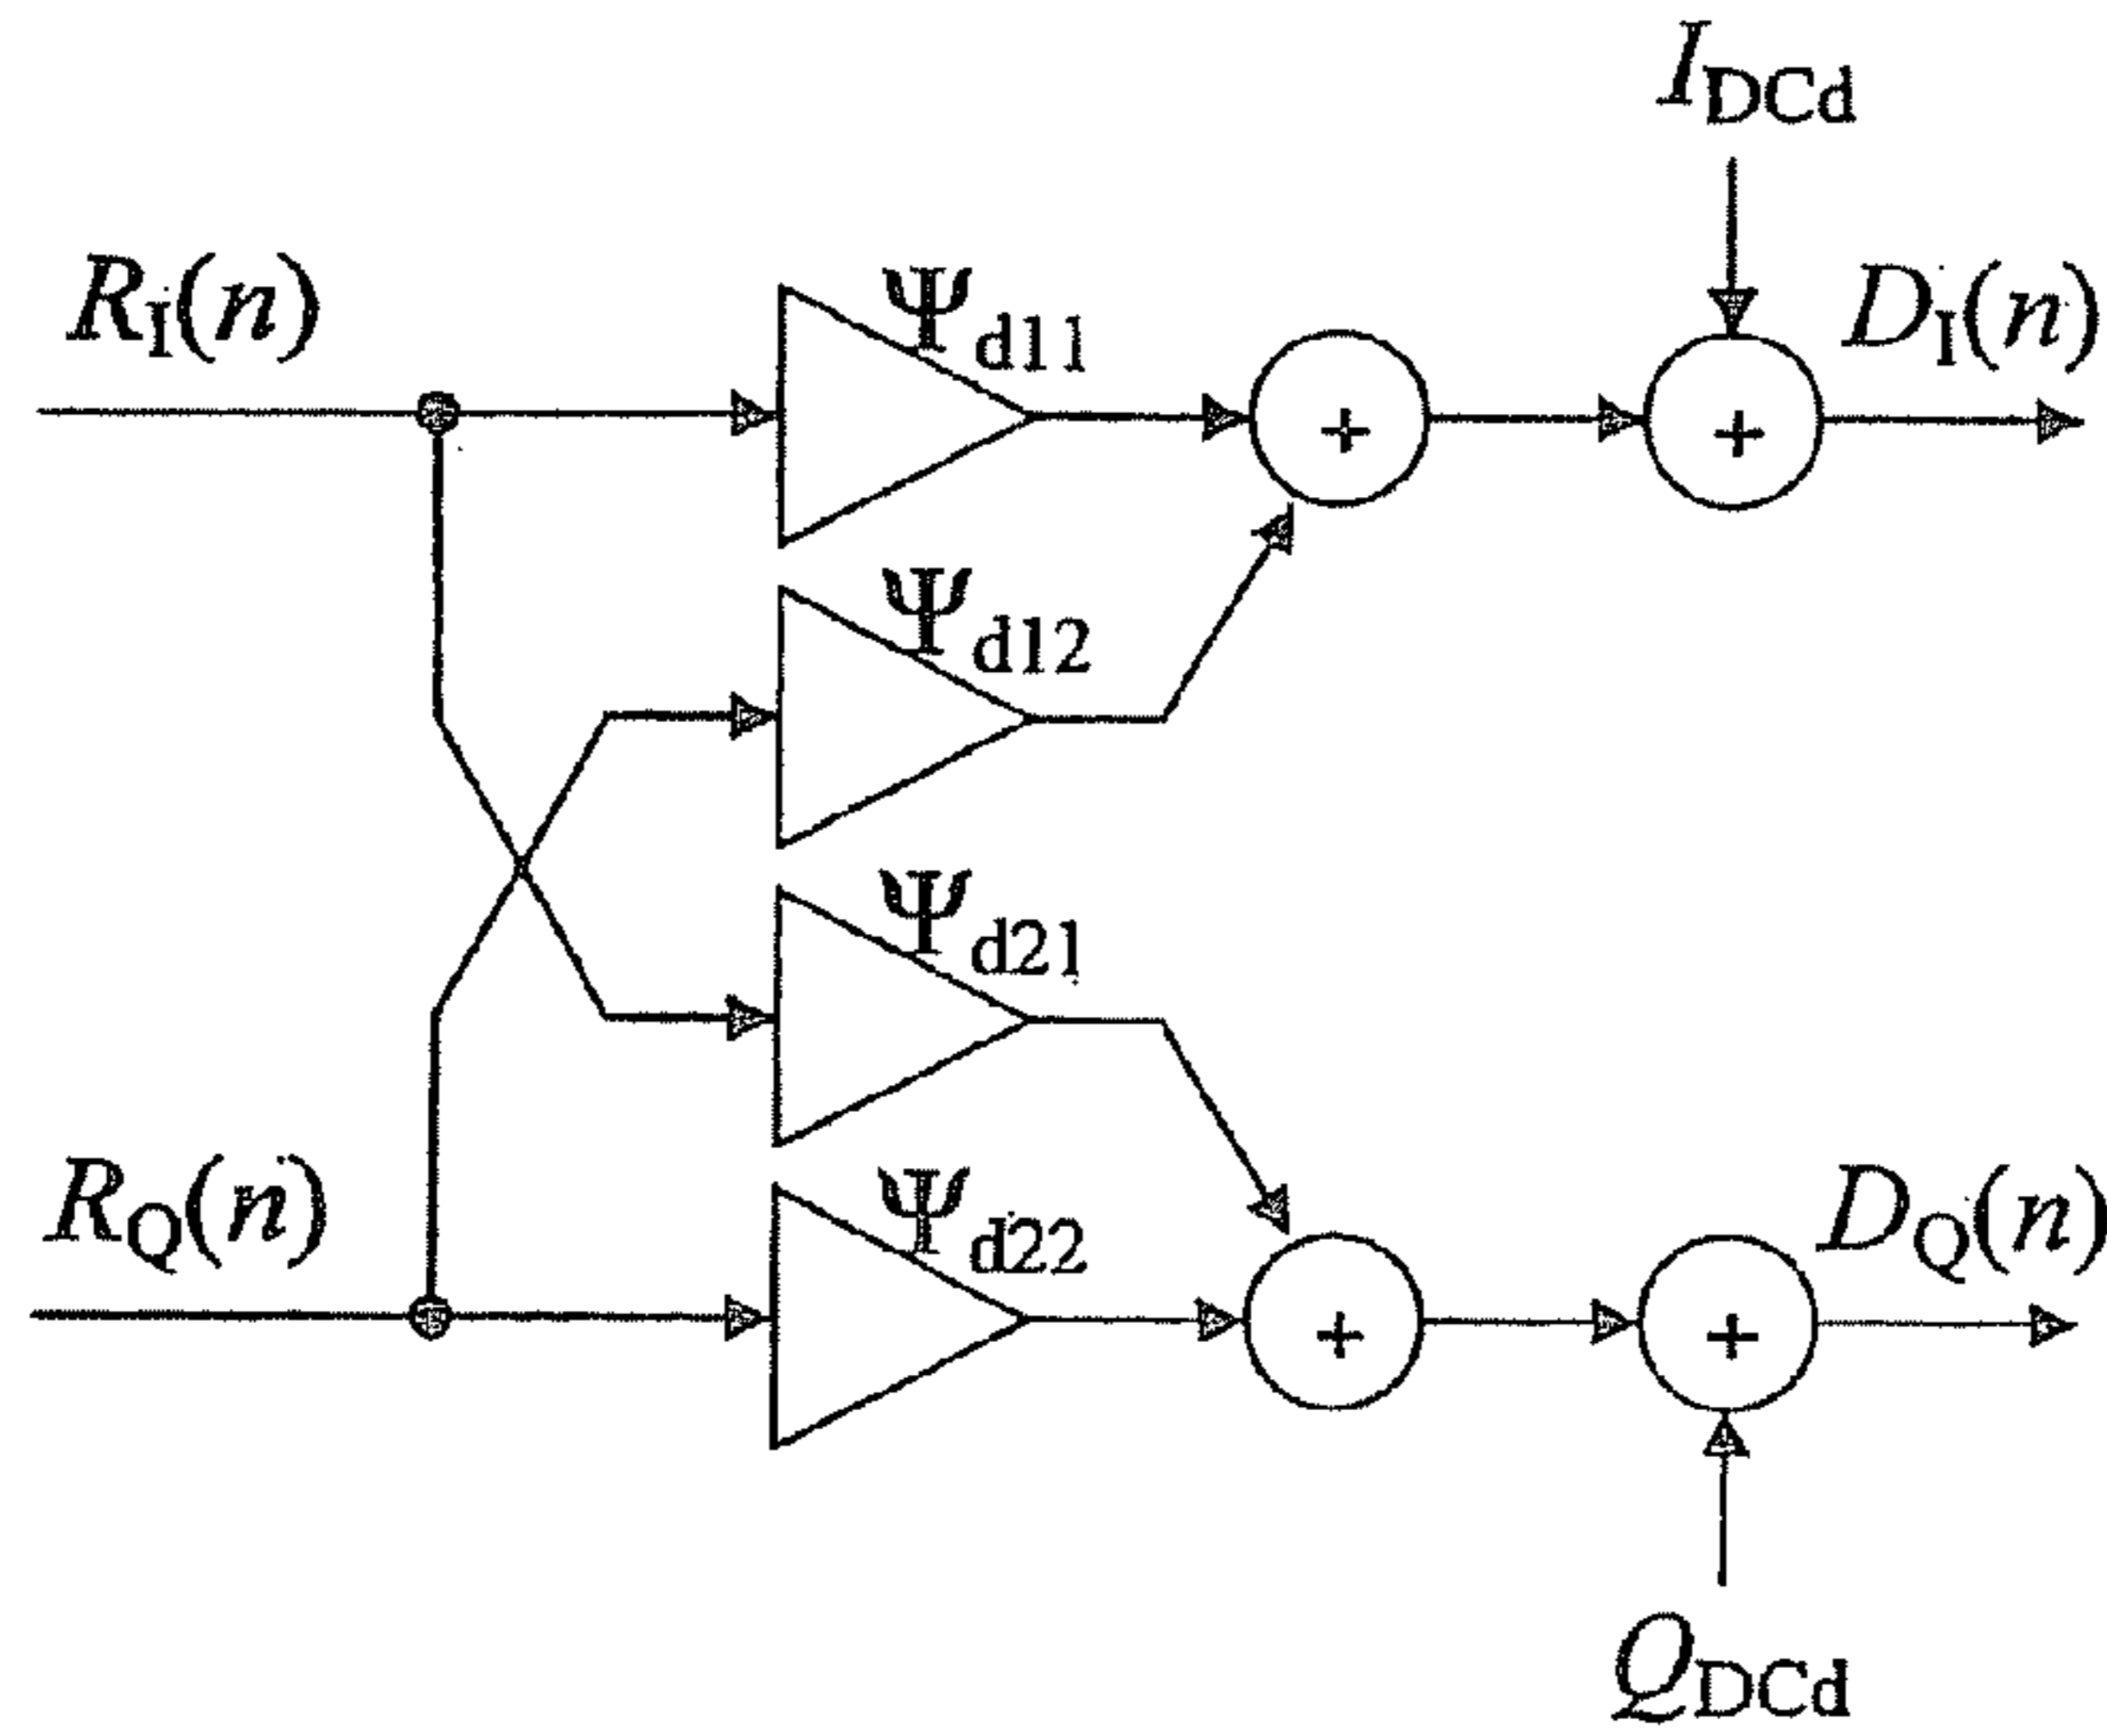 I_DCd
R_I(n)
Ψ_d11
D_I(n)
+
+
Ψ_d12
Ψ_d21
R_Q(n)
Ψ_d22
D_Q(n)
+
+
Q_DCd